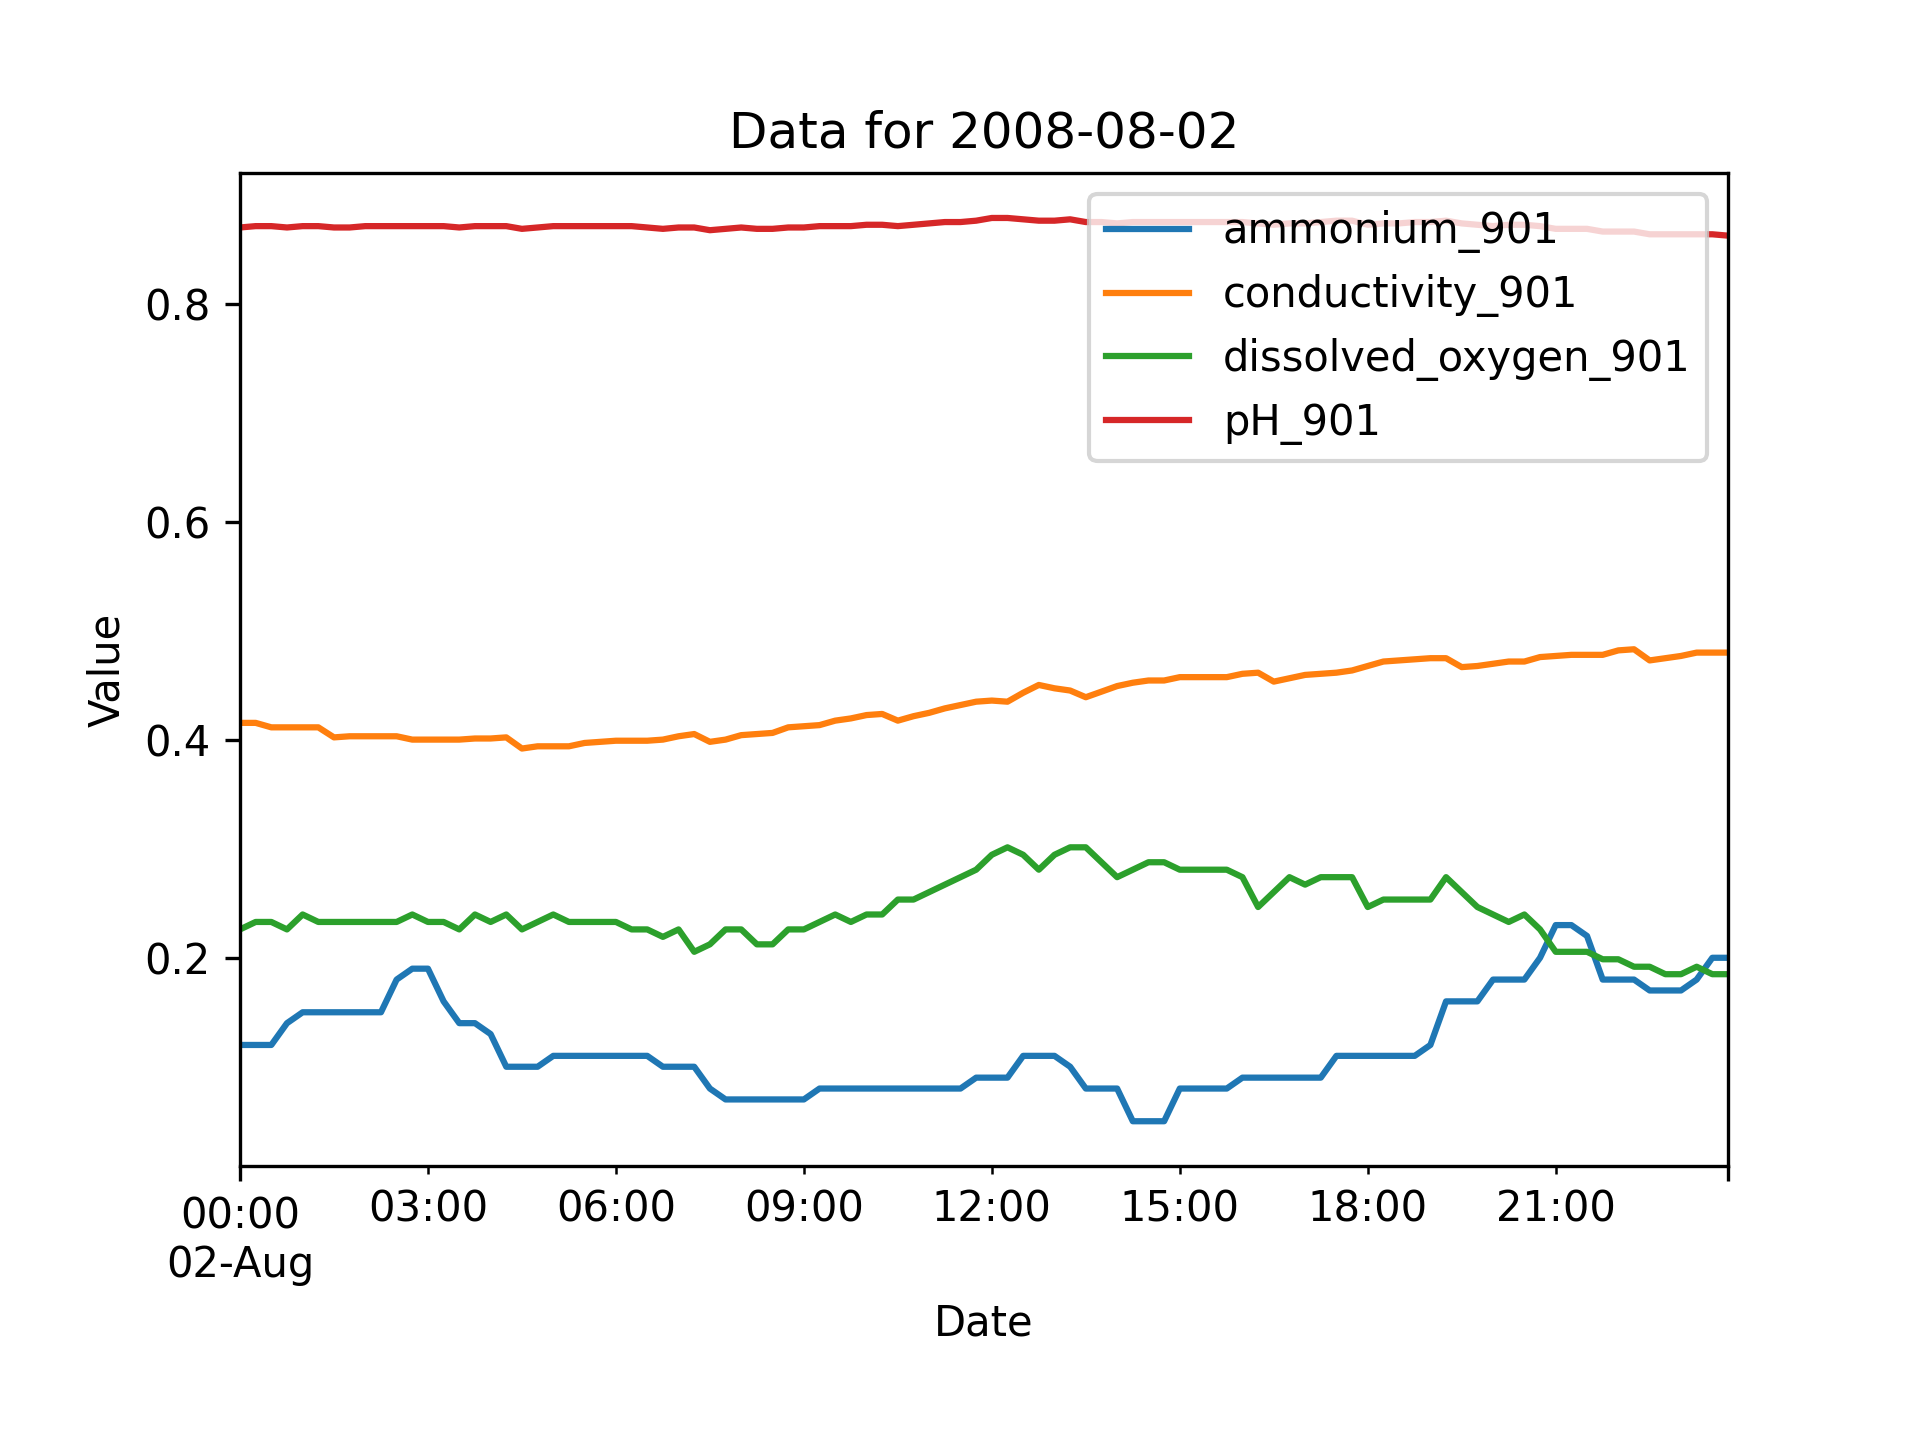 Data for 2008-08-02
ammonium_901
conductivity_901
dissolved_oxygen_901
pH_901
Value
0.8
0.6
0.4
0.2
00:00 03:00 06:00 09:00 12:00 15:00 18:00 21:00
02-Aug
Date